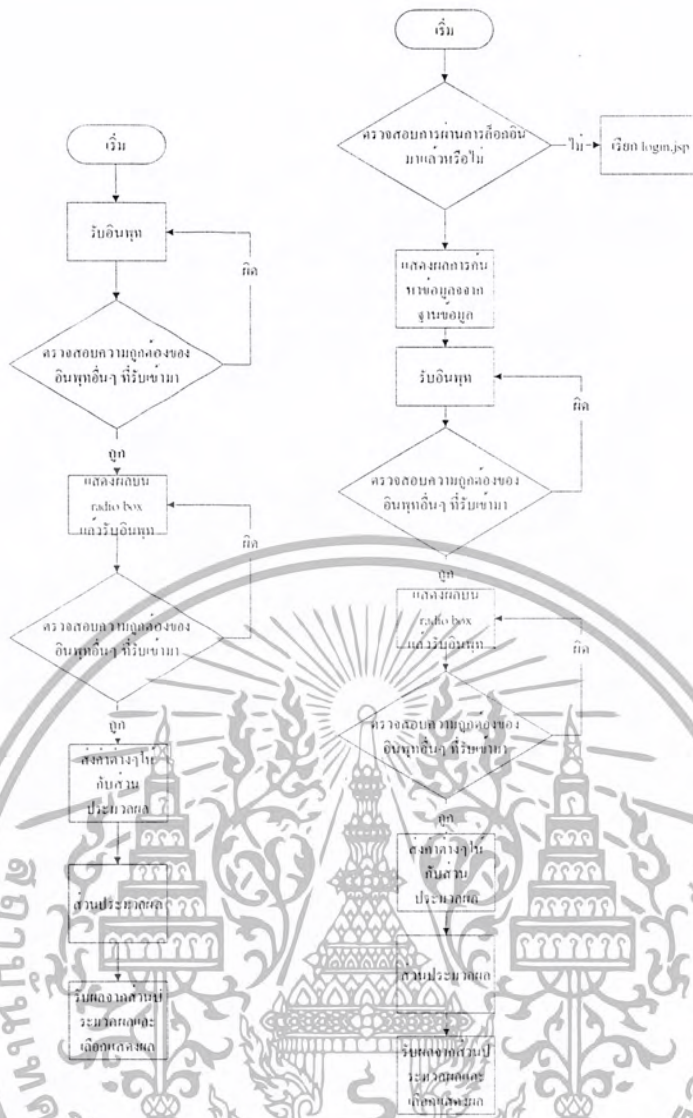 เริ่ม
รับอินพุท
ผิด
ตรวจสอบความถูกต้องของ
อินพุทอื่นๆ ที่รับเข้ามา
ถูก
แสดงผลบน
radio box
แล้วรับอินพุท
ผิด
ตรวจสอบความถูกต้องของ
อินพุทอื่นๆ ที่รับเข้ามา
ถูก
ส่งค่าต่างๆให้
กับส่วน
ประมวลผล
ส่วนประมวลผล
รับผลจากส่วนป
ระมวลผลและ
เลือกแสดงผล
เริ่ม
ตรวจสอบการผ่านการล็อกอิน
มาแล้วหรือไม่
ไม่
เรียก login.jsp
แสดงผลการค้น
หาข้อมูลจาก
ฐานข้อมูล
รับอินพุท
ผิด
ตรวจสอบความถูกต้องของ
อินพุทอื่นๆ ที่รับเข้ามา
ถูก
แสดงผลบน
radio box
แล้วรับอินพุท
ผิด
ตรวจสอบความถูกต้องของ
อินพุทอื่นๆ ที่รับเข้ามา
ถูก
ส่งค่าต่างๆให้
กับส่วน
ประมวลผล
ส่วนประมวลผล
รับผลจากส่วนป
ระมวลผลและ
เลือกแสดงผล